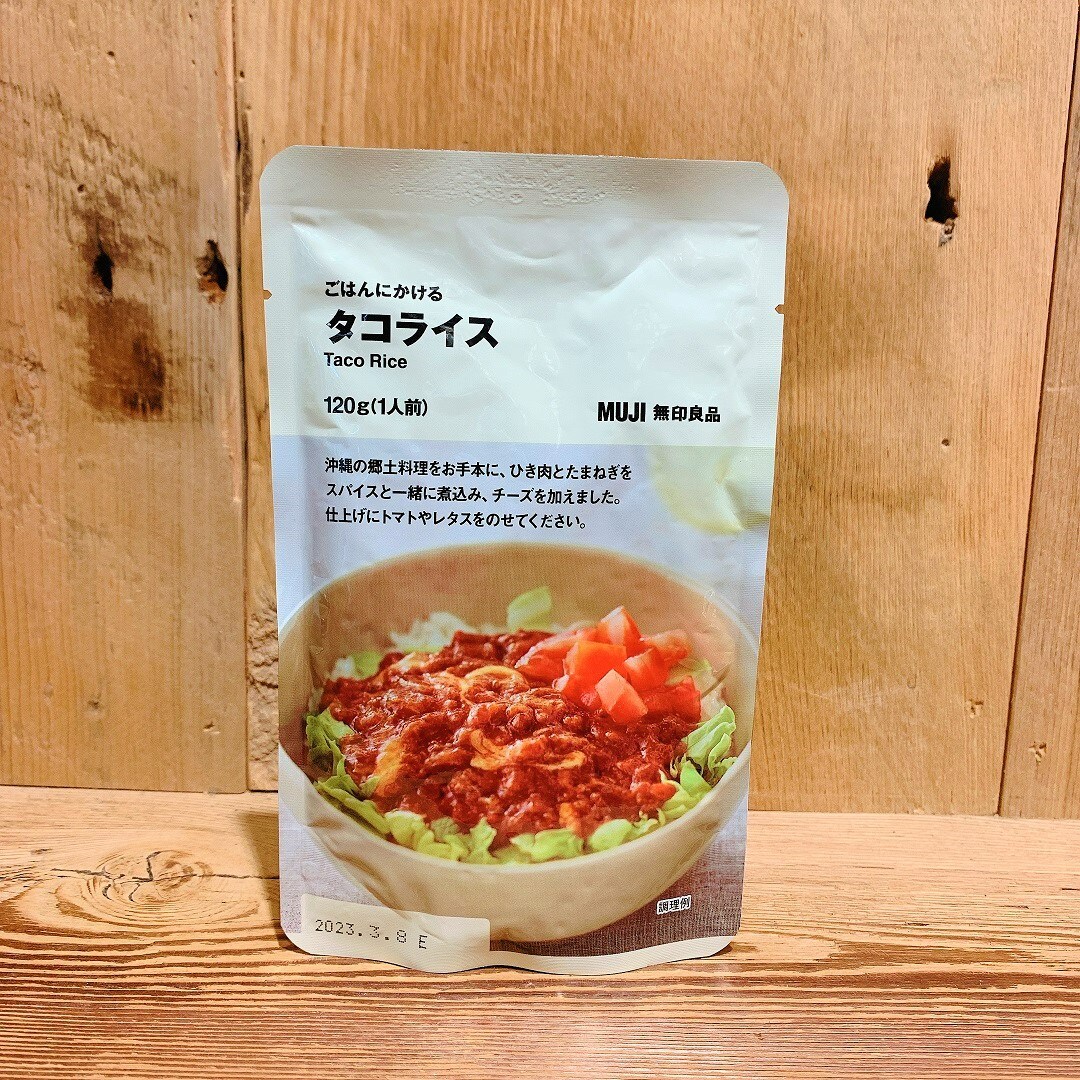 ごはんにかける
タコライス
Taco Rice
120g(1人前)
MUJI 無印良品
沖縄の郷土料理をお手本に、ひき肉とたまねぎを
スパイスと一緒に煮込み、チーズを加えました。
仕上げにトマトやレタスをのせてください。
調理例
2023.3.8 E